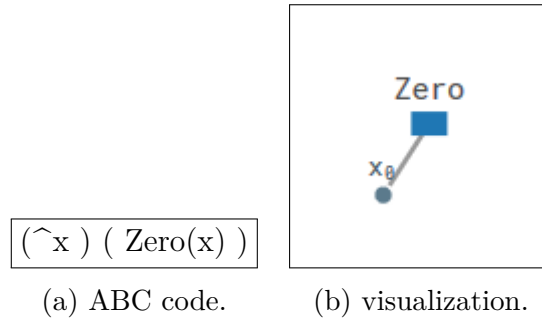 Zero
x₀
(^x ) ( Zero(x) )
(a) ABC code.
(b) visualization.